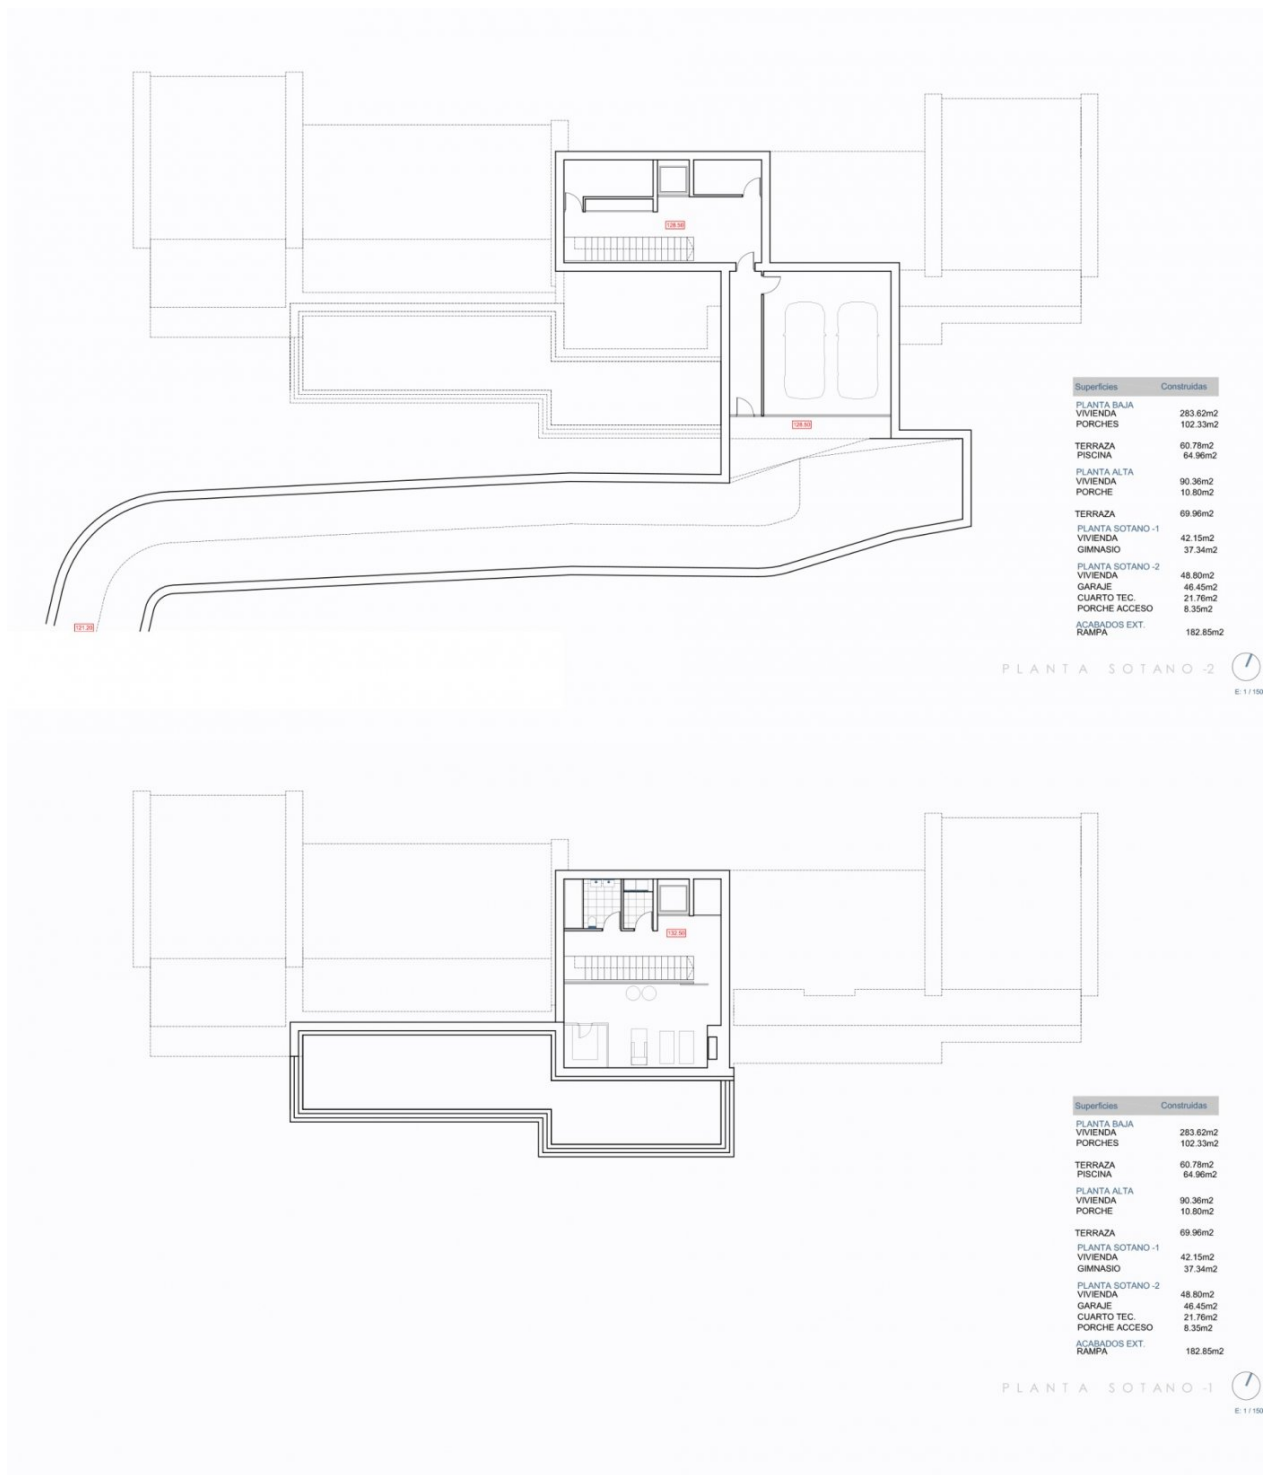 128.50
128.50
121.20
Superficies Construidas
PLANTA BAJA
VIVIENDA 283.62m2
PORCHES 102.33m2
TERRAZA 60.78m2
PISCINA 64.96m2
PLANTA ALTA
VIVIENDA 90.36m2
PORCHE 10.80m2
TERRAZA 69.96m2
PLANTA SOTANO -1
VIVIENDA 42.15m2
GIMNASIO 37.34m2
PLANTA SOTANO -2
VIVIENDA 48.80m2
GARAJE 46.45m2
CUARTO TEC. 21.76m2
PORCHE ACCESO 8.35m2
ACABADOS EXT.
RAMPA 182.85m2
PLANTA SOTANO -2
E: 1 / 150
132.50
Superficies Construidas
PLANTA BAJA
VIVIENDA 283.62m2
PORCHES 102.33m2
TERRAZA 60.78m2
PISCINA 64.96m2
PLANTA ALTA
VIVIENDA 90.36m2
PORCHE 10.80m2
TERRAZA 69.96m2
PLANTA SOTANO -1
VIVIENDA 42.15m2
GIMNASIO 37.34m2
PLANTA SOTANO -2
VIVIENDA 48.80m2
GARAJE 46.45m2
CUARTO TEC. 21.76m2
PORCHE ACCESO 8.35m2
ACABADOS EXT.
RAMPA 182.85m2
PLANTA SOTANO -1
E: 1 / 150